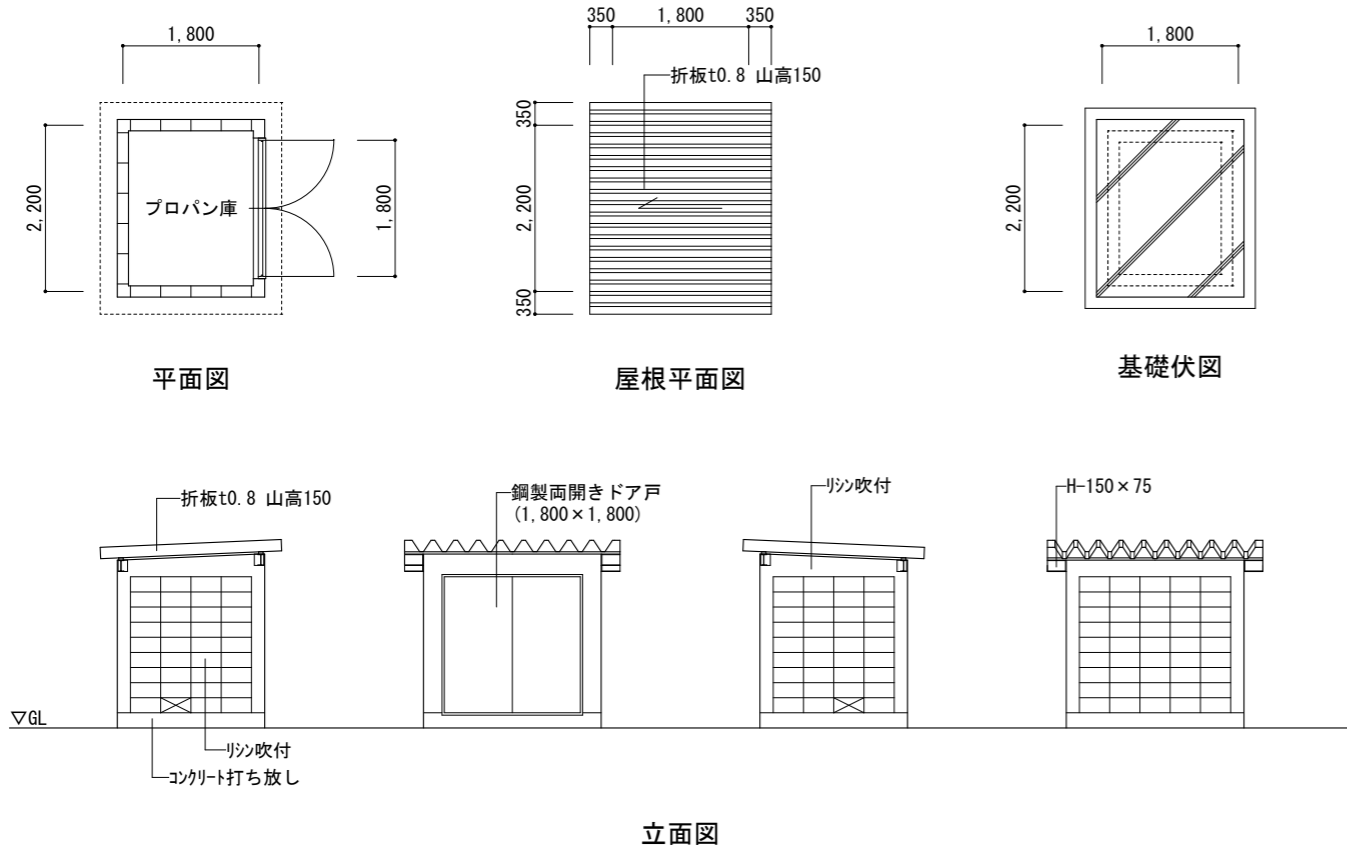 1,800
2,200
プロパン庫
1,800
平面図
350 1,800 350
折板t0.8 山高150
350
2,200
350
屋根平面図
1,800
2,200
基礎伏図
折板t0.8 山高150
鋼製両開きドア戸
(1,800×1,800)
リシン吹付
H-150×75
▽GL
リシン吹付
コンクリート打ち放し
立面図